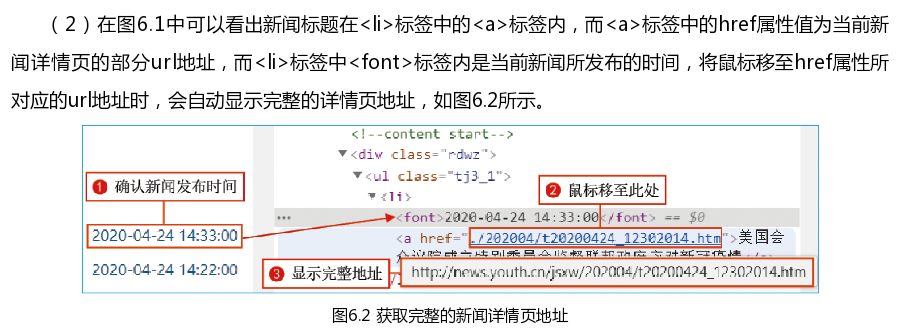 （2）在图6.1中可以看出新闻标题在<li>标签中的<a>标签内，而<a>标签中的href属性值为当前新
闻详情页的部分url地址，而<li>标签中<font>标签内是当前新闻所发布的时间，将鼠标移至href属性所
对应的url地址时，会自动显示完整的详情页地址，如图6.2所示。
<!--content start-->
▼<div class="rdwz">
▼<ul class="tj3_1">
▼<li>
1 确认新闻发布时间
2 鼠标移至此处
<font>2020-04-24 14:33:00</font> == $0
2020-04-24 14:33:00
<a href="./202004/t20200424_12302014.htm">美国会
3 显示完整地址
http://news.youth.cn/jsxw/202004/t20200424_12302014.htm
2020-04-24 14:22:00
图6.2 获取完整的新闻详情页地址